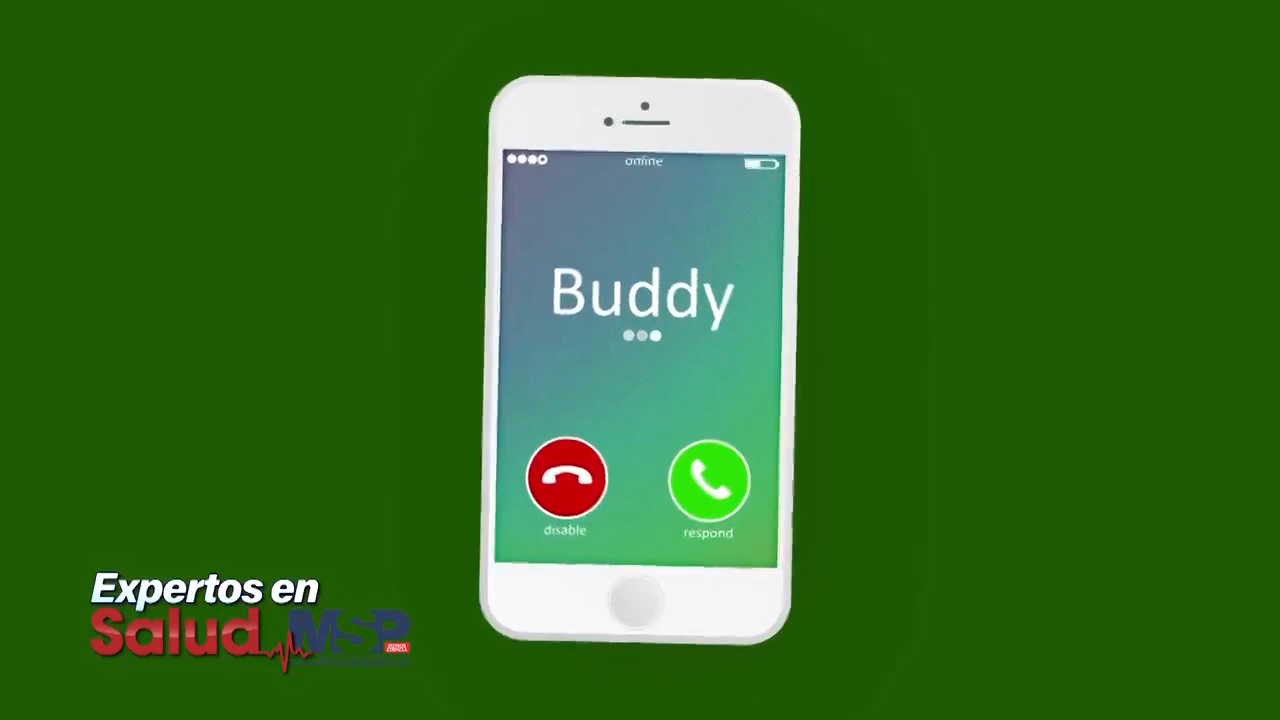 online
Buddy
disable
respond
Expertos en
Salud MSP